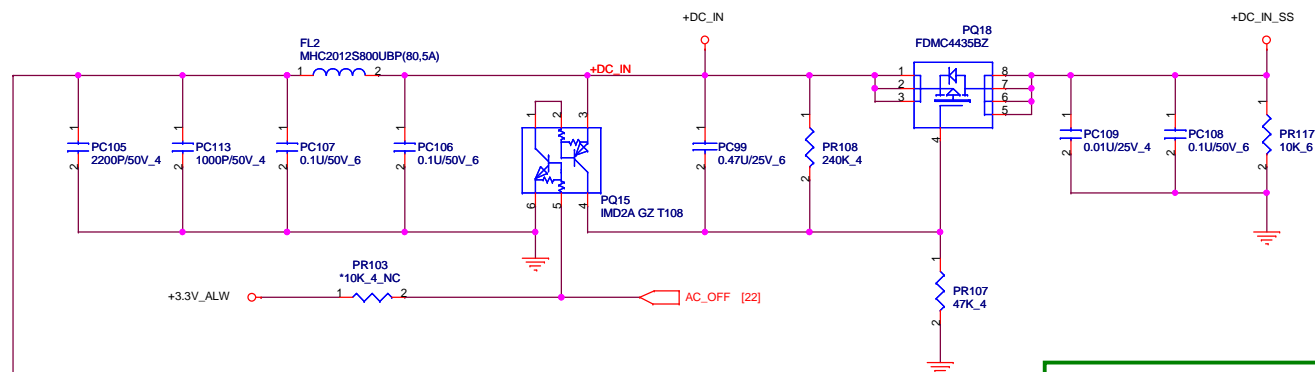 +DC_IN
+DC_IN_SS
FL2
MHC2012S800UBP(80,5A)
1
2
+DC_IN
PQ18
FDMC4435BZ
1
2
3
8
7
6
5
4
1
2
PC105
2200P/50V_4
1
2
PC113
1000P/50V_4
1
2
PC107
0.1U/50V_6
1
2
PC106
0.1U/50V_6
1
2
3
6
5
4
PQ15
IMD2A GZ T108
1
2
PC99
0.47U/25V_6
1
2
PR108
240K_4
1
2
PC109
0.01U/25V_4
1
2
PC108
0.1U/50V_6
1
2
PR117
10K_6
PR103
*10K_4_NC
+3.3V_ALW
1
2
AC_OFF [22]
1
2
PR107
47K_4